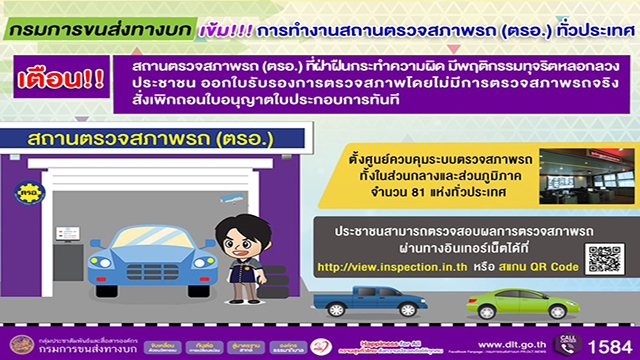 กรมการขนส่งทางบก เข้ม!!! การทำงานสถานตรวจสภาพรถ (ตรอ.) ทั่วประเทศ
เตือน!!
สถานตรวจสภาพรถ (ตรอ.) ที่ฝ่าฝืนกระทำความผิด มีพฤติกรรมทุจริตหลอกลวง
ประชาชน ออกใบรับรองการตรวจสภาพโดยไม่มีการตรวจสภาพรถจริง
สั่งเพิกถอนใบอนุญาตใบประกอบการทันที
สถานตรวจสภาพรถ (ตรอ.)
ตรอ
ตั้งศูนย์ควบคุมระบบตรวจสภาพรถ
ทั้งในส่วนกลางและส่วนภูมิภาค
จำนวน 81 แห่งทั่วประเทศ
ประชาชนสามารถตรวจสอบผลการตรวจสภาพรถ
ผ่านทางอินเทอร์เน็ตได้ที่
http://view.inspection.in.th หรือ สแกน QR Code
กลุ่มประชาสัมพันธ์และสื่อสารองค์กร
กรมการขนส่งทางบก
Happiness for All
www.dlt.go.th
CALL
1584